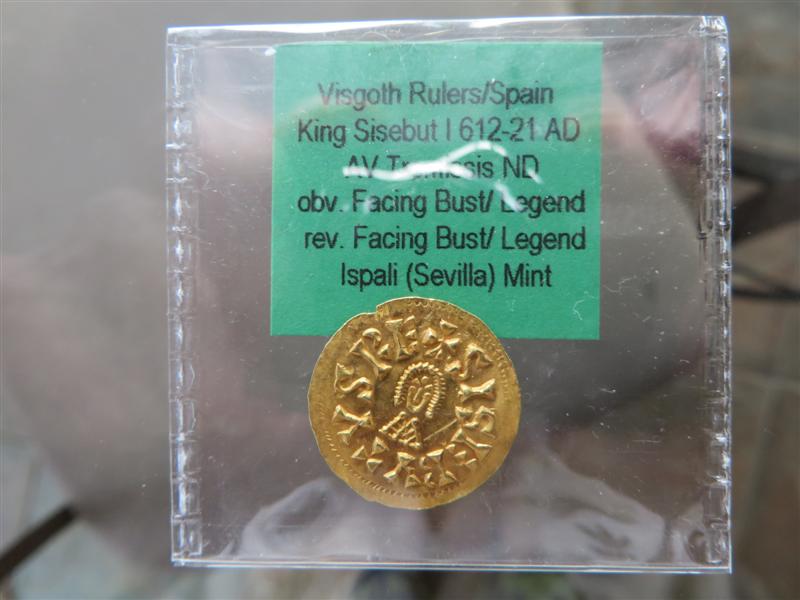 Visgoth Rulers/Spain
King Sisebut I 612-21 AD
AV Tremissis ND
obv. Facing Bust/ Legend
rev. Facing Bust/ Legend
Ispali (Sevilla) Mint